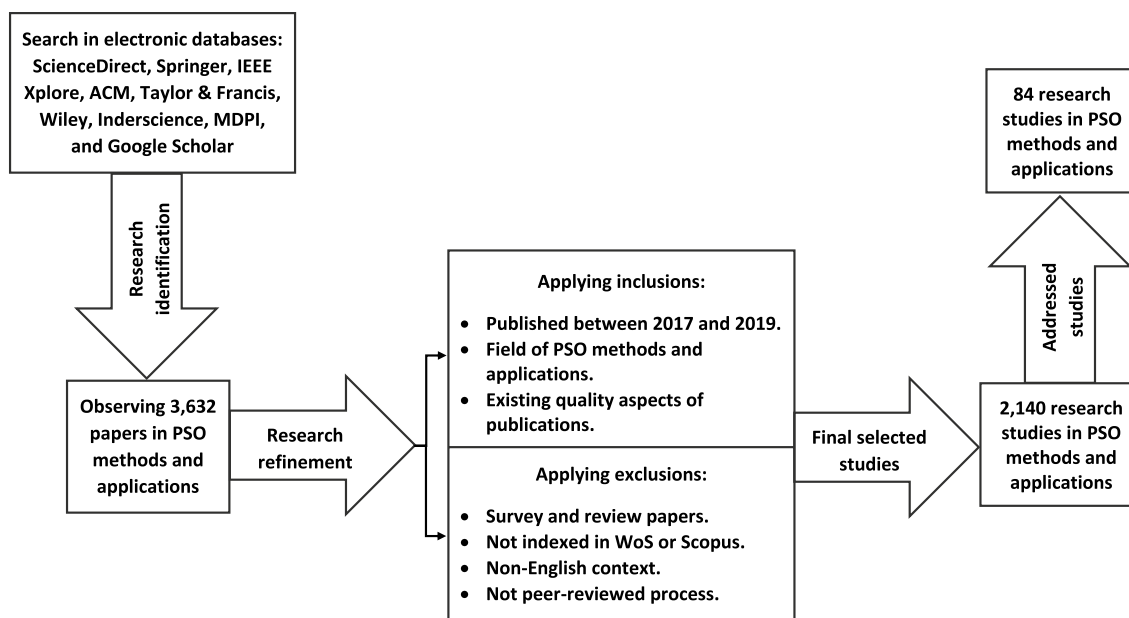 Search in electronic databases:
ScienceDirect, Springer, IEEE
Xplore, ACM, Taylor & Francis,
Wiley, Inderscience, MDPI,
and Google Scholar
Research
identification
Observing 3,632
papers in PSO
methods and
applications
Research
refinement
Applying inclusions:
• Published between 2017 and 2019.
• Field of PSO methods and
applications.
• Existing quality aspects of
publications.
Applying exclusions:
• Survey and review papers.
• Not indexed in WoS or Scopus.
• Non-English context.
• Not peer-reviewed process.
Final selected
studies
2,140 research
studies in PSO
methods and
applications
Addressed
studies
84 research
studies in PSO
methods and
applications